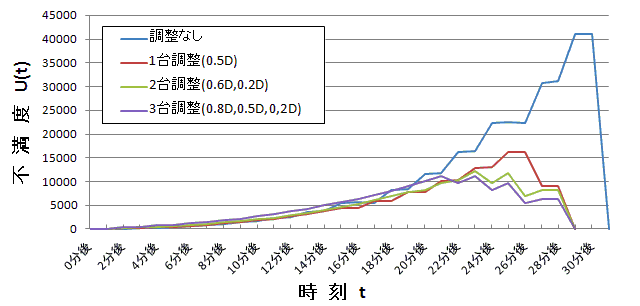 45000
40000
35000
30000
25000
20000
15000
10000
5000
0
不 満 度 U(t)
調整なし
1台調整(0.5D)
2台調整(0.6D,0.2D)
3台調整(0.8D,0.5D,0,2D)
0分後
2分後
4分後
6分後
8分後
10分後
12分後
14分後
16分後
18分後
20分後
22分後
24分後
26分後
28分後
30分後
時 刻 t